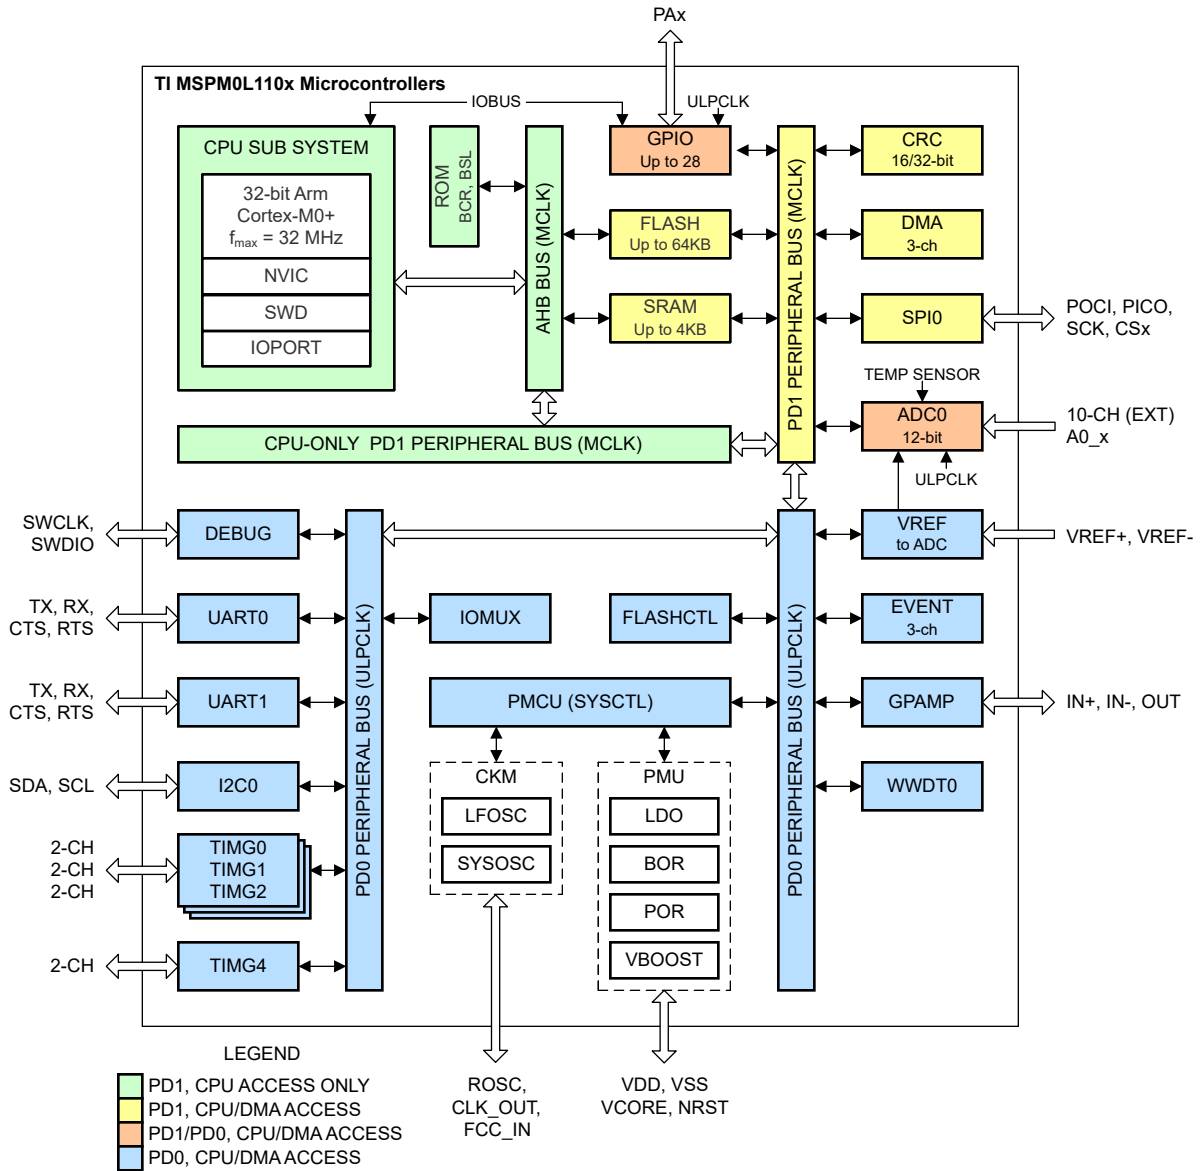 PAx
TI MSPM0L110x Microcontrollers
IOBUS
ULPCLK
CPU SUB SYSTEM
32-bit Arm
Cortex-M0+
fmax = 32 MHz
NVIC
SWD
IOPORT
ROM
BCR, BSL
AHB BUS (MCLK)
GPIO
Up to 28
FLASH
Up to 64KB
SRAM
Up to 4KB
PD1 PERIPHERAL BUS (MCLK)
CRC
16/32-bit
DMA
3-ch
SPI0
POCI, PICO,
SCK, CSx
TEMP SENSOR
ADC0
12-bit
10-CH (EXT)
A0_x
ULPCLK
CPU-ONLY PD1 PERIPHERAL BUS (MCLK)
SWCLK,
SWDIO
DEBUG
TX, RX,
CTS, RTS
UART0
TX, RX,
CTS, RTS
UART1
SDA, SCL
I2C0
2-CH
2-CH
2-CH
TIMG0
TIMG1
TIMG2
2-CH
TIMG4
PD0 PERIPHERAL BUS (ULPCLK)
IOMUX
FLASHCTL
PMCU (SYSCTL)
CKM
LFOSC
SYSOSC
PMU
LDO
BOR
POR
VBOOST
PD0 PERIPHERAL BUS (ULPCLK)
VREF
to ADC
VREF+, VREF-
EVENT
3-ch
GPAMP
IN+, IN-, OUT
WWDT0
LEGEND
PD1, CPU ACCESS ONLY
PD1, CPU/DMA ACCESS
PD1/PD0, CPU/DMA ACCESS
PD0, CPU/DMA ACCESS
ROSC,
CLK_OUT,
FCC_IN
VDD, VSS
VCORE, NRST